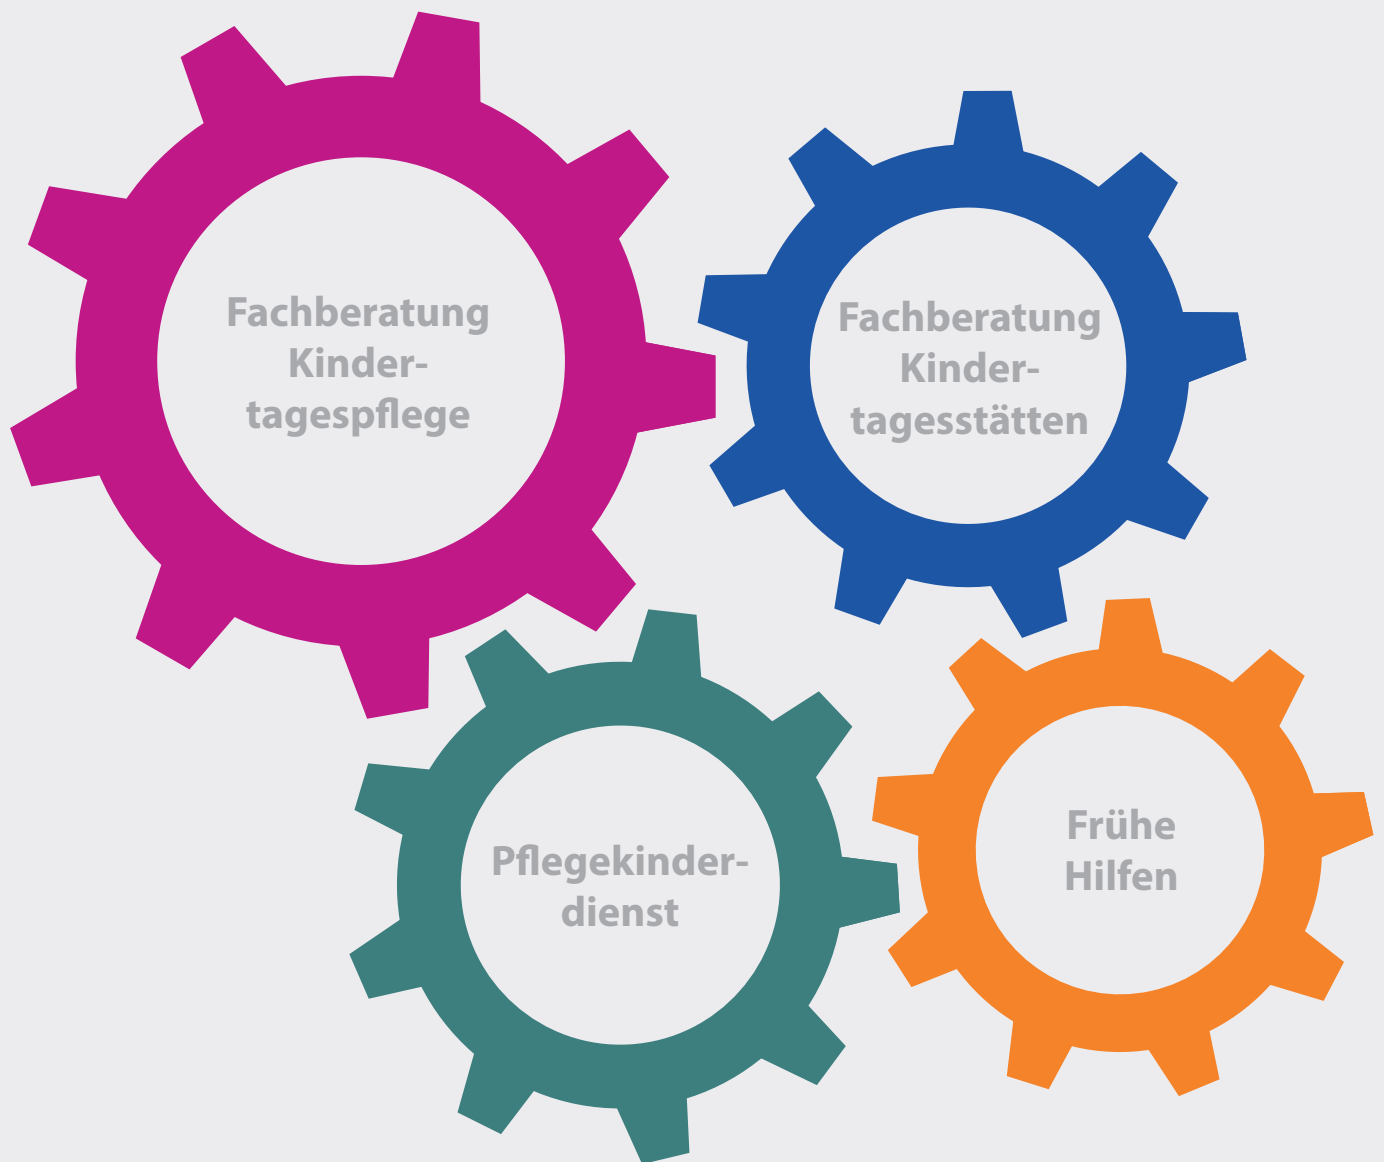 Fachberatung
Kinder-
tagespflege
Fachberatung
Kinder-
tagesstätten
Pflegekinder-
dienst
Frühe
Hilfen